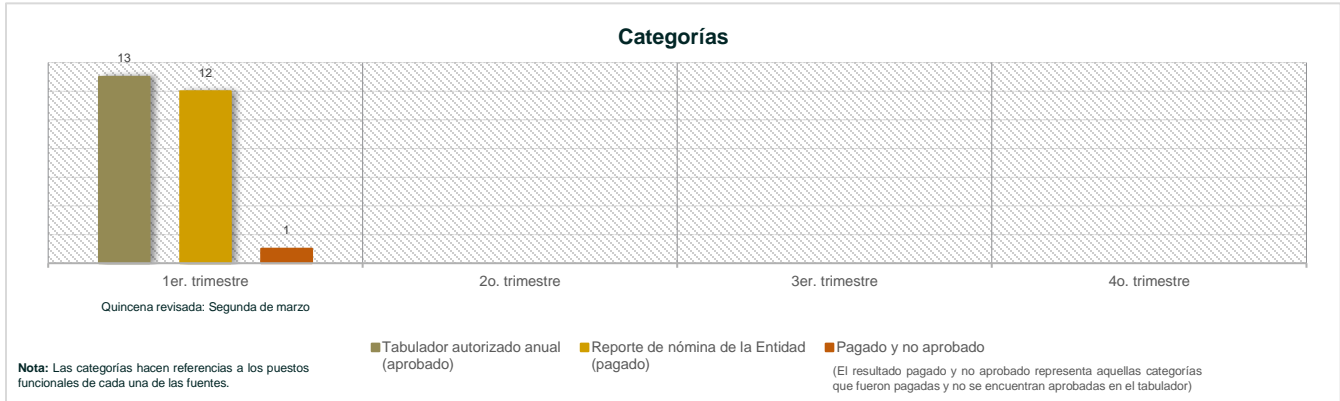 Categorías
13
12
1
1er. trimestre
2o. trimestre
3er. trimestre
4o. trimestre
Quincena revisada: Segunda de marzo
Tabulador autorizado anual
(aprobado)
Reporte de nómina de la Entidad
(pagado)
Pagado y no aprobado
(El resultado pagado y no aprobado representa aquellas categorías
que fueron pagadas y no se encuentran aprobadas en el tabulador)
Nota: Las categorías hacen referencias a los puestos
funcionales de cada una de las fuentes.